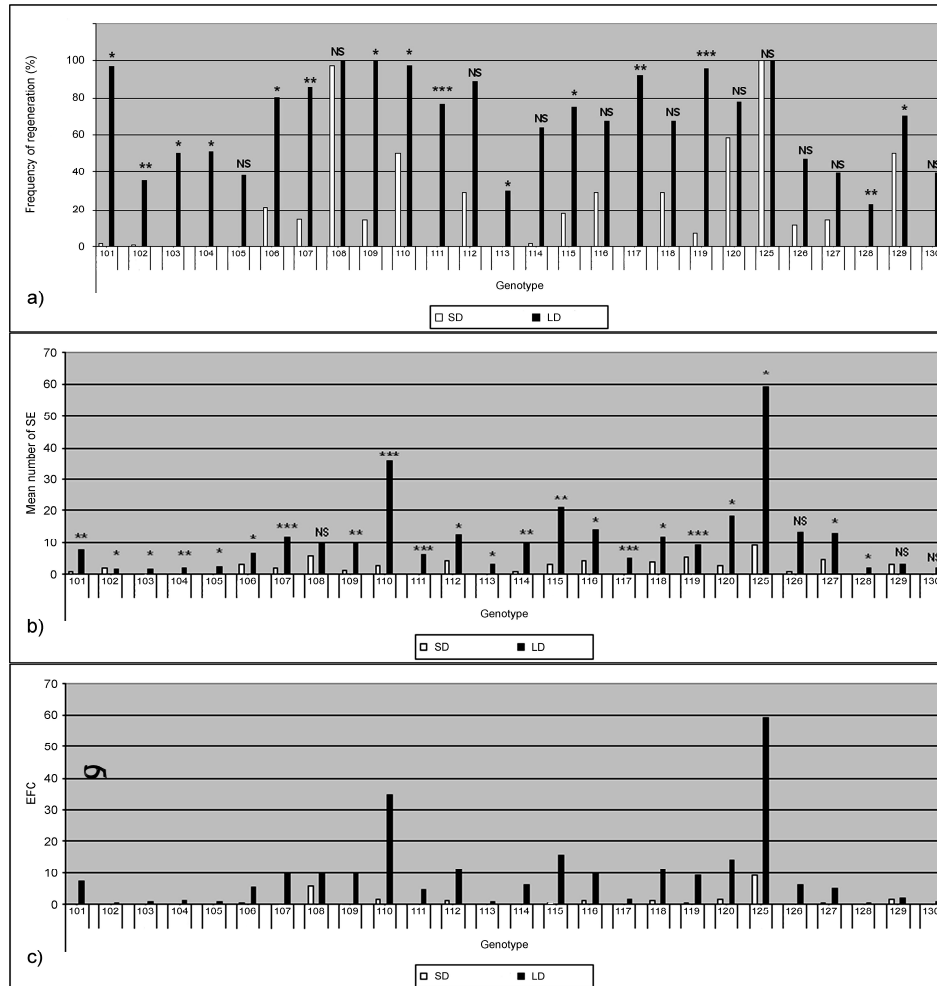 Frequency of regeneration (%)
100
80
60
40
20
0
* ** * * NS * ** NS * * *** NS * NS * NS ** NS *** NS NS NS NS ** * NS
101 102 103 104 105 106 107 108 109 110 111 112 113 114 115 116 117 118 119 120 125 126 127 128 129 130
Genotype
a)
SD LD
Mean number of SE
70
60
50
40
30
20
10
0
** * * ** * * *** NS ** *** *** * * ** ** * *** * *** * * NS * * NS NS
101 102 103 104 105 106 107 108 109 110 111 112 113 114 115 116 117 118 119 120 125 126 127 128 129 130
Genotype
b)
SD LD
EFC
70
60
50
40
30
20
10
0
101 102 103 104 105 106 107 108 109 110 111 112 113 114 115 116 117 118 119 120 125 126 127 128 129 130
Genotype
c)
SD LD